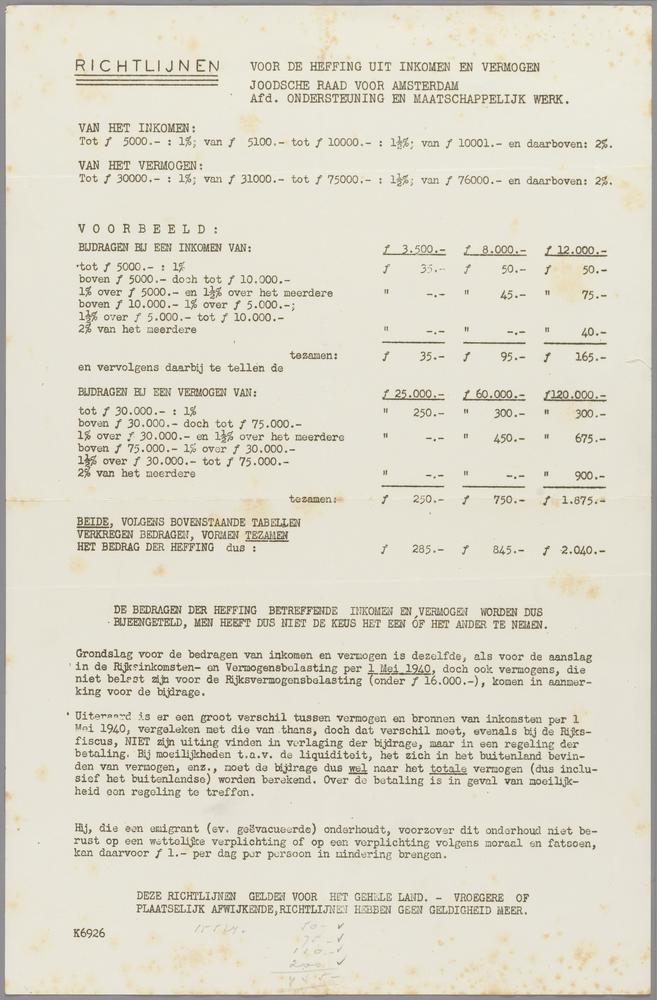 RICHTLIJNEN VOOR DE HEFFING UIT INKOMEN EN VERMOGEN
JOODSCHE RAAD VOOR AMSTERDAM
Afd. ONDERSTEUNING EN MAATSCHAPPELIJK WERK.
VAN HET INKOMEN:
Tot ƒ 5000.- : 1%; van ƒ 5100.- tot ƒ 10000.- : 1½%; van ƒ 10001.- en daarboven: 2%.
VAN HET VERMOGEN:
Tot ƒ 30000.- : 1%; van ƒ 31000.- tot ƒ 75000.- : 1½%; van ƒ 76000.- en daarboven: 2%.
VOORBEELD:
BIJDRAGEN BIJ EEN INKOMEN VAN: ƒ 3.500.- ƒ 8.000.- ƒ 12.000.-
tot ƒ 5000.- : 1% ƒ 35.- ƒ 50.- ƒ 50.-
boven ƒ 5000.- doch tot ƒ 10.000.-
1% over ƒ 5000.- en 1½% over het meerdere " -.- " 45.- " 75.-
boven ƒ 10.000.- 1% over ƒ 5.000.-;
1½% over ƒ 5.000.- tot ƒ 10.000.-
2% van het meerdere " -.- " -.- " 40.-
tezamen: ƒ 35.- ƒ 95.- ƒ 165.-
en vervolgens daarbij te tellen de
BIJDRAGEN BIJ EEN VERMOGEN VAN: ƒ 25.000.- ƒ 60.000.- ƒ120.000.-
tot ƒ 30.000.- : 1% " 250.- " 300.- " 300.-
boven ƒ 30.000.- doch tot ƒ 75.000.-
1% over ƒ 30.000.- en 1½% over het meerdere " -.- " 450.- " 675.-
boven ƒ 75.000.- 1% over ƒ 30.000.-
1½% over ƒ 30.000.- tot ƒ 75.000.-
2% van het meerdere " -.- " -.- " 900.-
tezamen: ƒ 250.- ƒ 750.- ƒ 1.875.-
BEIDE, VOLGENS BOVENSTAANDE TABELLEN
VERKREGEN BEDRAGEN, VORMEN TEZAMEN
HET BEDRAG DER HEFFING dus : ƒ 285.- ƒ 845.- ƒ 2.040.-
DE BEDRAGEN DER HEFFING BETREFFENDE INKOMEN EN VERMOGEN WORDEN DUS
BIJEENGETELD, MEN HEEFT DUS NIET DE KEUS HET EEN ÓF HET ANDER TE NEMEN.
Grondslag voor de bedragen van inkomen en vermogen is dezelfde, als voor de aanslag
in de Rijksinkomsten- en Vermogensbelasting per 1 Mei 1940, doch ook vermogens, die
niet belast zijn voor de Rijksvermogensbelasting (onder ƒ 16.000.-), komen in aanmer-
king voor de bijdrage.
Uiteraard is er een groot verschil tussen vermogen en bronnen van inkomsten per 1
Mei 1940, vergeleken met die van thans, doch dat verschil moet, evenals bij de Rijks-
fiscus, NIET zijn uiting vinden in verlaging der bijdrage, maar in een regeling der
betaling. Bij moeilijkheden t.a.v. de liquiditeit, het zich in het buitenland bevin-
den van vermogen, enz., moet de bijdrage dus wel naar het totale vermogen (dus inclu-
sief het buitenlandse) worden berekend. Over de betaling is in geval van moeilijk-
heid een regeling te treffen.
Hij, die een emigrant (ev. geëvacueerde) onderhoudt, voorzover dit onderhoud niet be-
rust op een wettelijke verplichting of op een verplichting volgens moraal en fatsoen,
kan daarvoor ƒ 1.- per dag per persoon in mindering brengen.
DEZE RICHTLIJNEN GELDEN VOOR HET GEHELE LAND. - VROEGERE OF
PLAATSELIJK AFWIJKENDE, RICHTLIJNEN HEBBEN GEEN GELDIGHEID MEER.
K6926